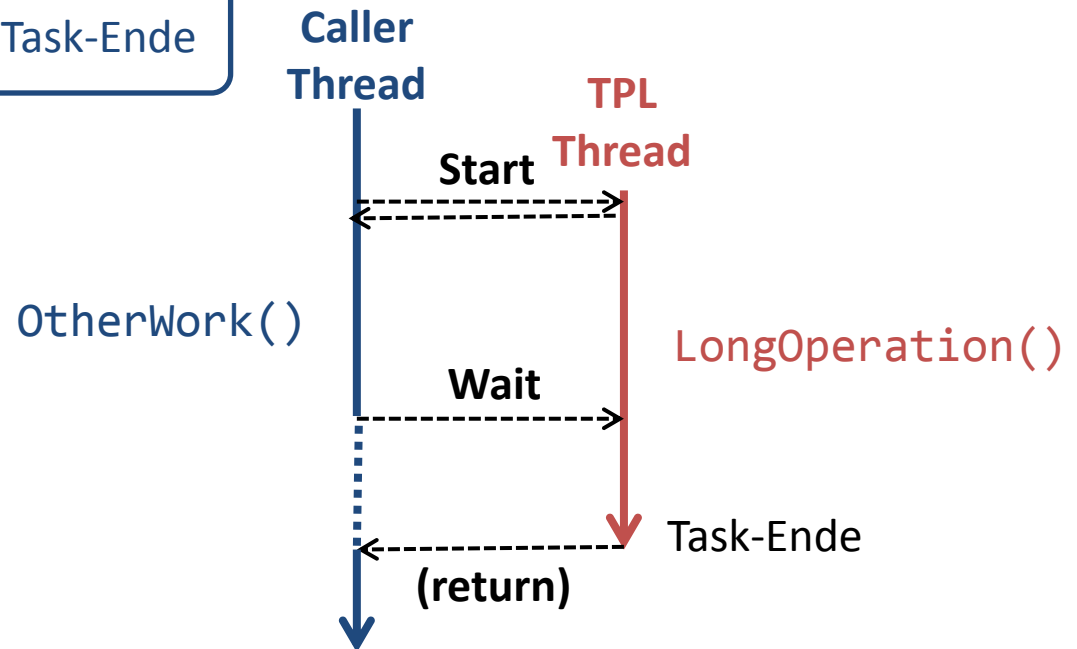 Task-Ende
Caller
Thread
TPL
Thread
Start
OtherWork()
LongOperation()
Wait
Task-Ende
(return)